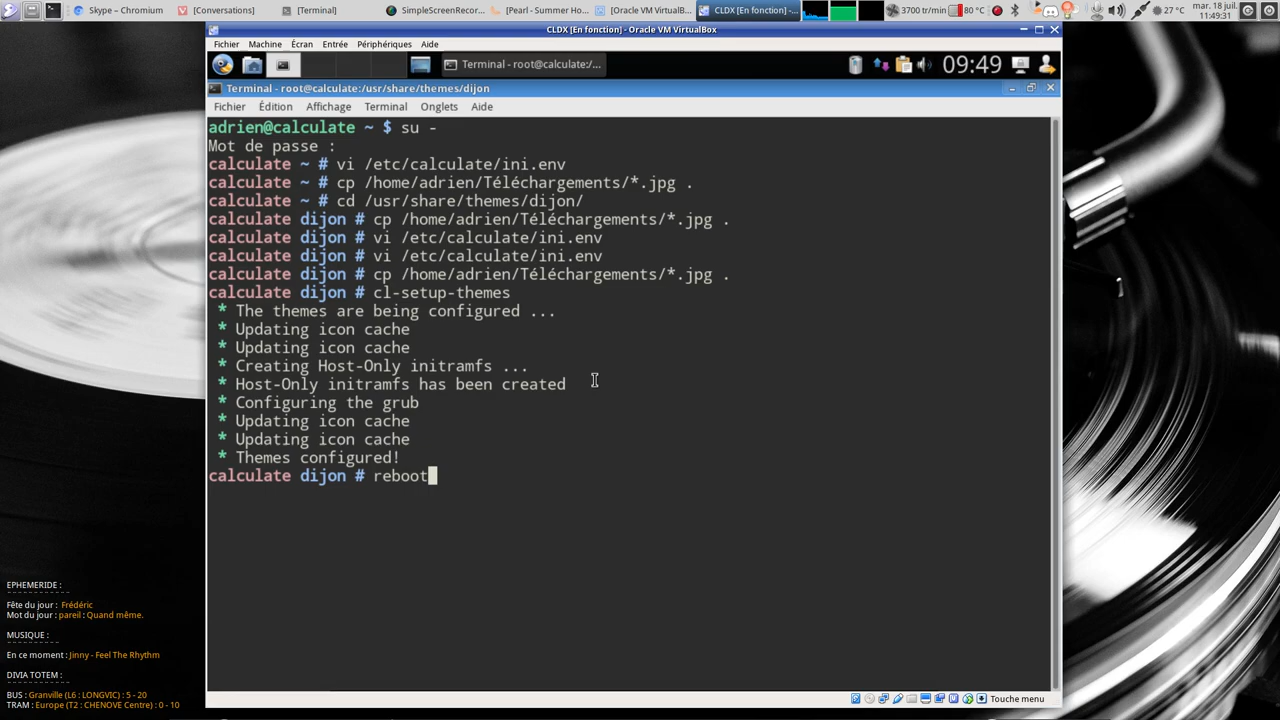 Skype – Chromium
[Conversations]
[Terminal]
SimpleScreenRecor...
[Pearl - Summer Ho...
[Oracle VM VirtualB...
CLDX [En fonction] -...
3700 tr/min
80 °C
27 °C
mar. 18 juil.
11:49:31
CLDX [En fonction] - Oracle VM VirtualBox
Fichier Machine Écran Entrée Périphériques Aide
Terminal - root@calculate:/...
09:49
Terminal - root@calculate:/usr/share/themes/dijon
Fichier Édition Affichage Terminal Onglets Aide
adrien@calculate ~ $ su -
Mot de passe :
calculate ~ # vi /etc/calculate/ini.env
calculate ~ # cp /home/adrien/Téléchargements/*.jpg .
calculate ~ # cd /usr/share/themes/dijon/
calculate dijon # cp /home/adrien/Téléchargements/*.jpg .
calculate dijon # vi /etc/calculate/ini.env
calculate dijon # vi /etc/calculate/ini.env
calculate dijon # cp /home/adrien/Téléchargements/*.jpg .
calculate dijon # cl-setup-themes
* The themes are being configured ...
* Updating icon cache
* Updating icon cache
* Creating Host-Only initramfs ...
* Host-Only initramfs has been created
* Configuring the grub
* Updating icon cache
* Updating icon cache
* Themes configured!
calculate dijon # reboot
EPHEMERIDE :
Fête du jour : Frédéric
Mot du jour : pareil : Quand même.
MUSIQUE :
En ce moment : Jinny - Feel The Rhythm
DIVIA TOTEM :
BUS : Granville (L6 : LONGVIC) : 5 - 20
TRAM : Europe (T2 : CHENOVE Centre) : 0 - 10
Touche menu